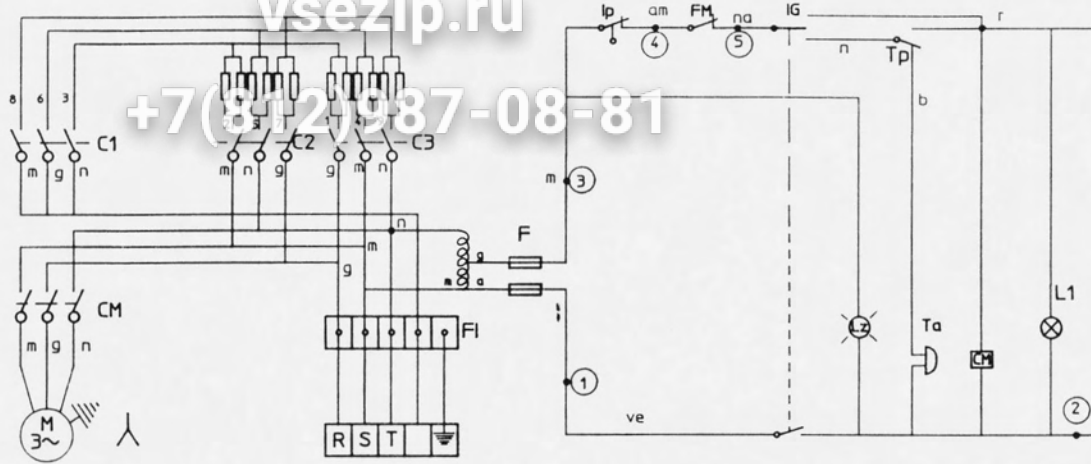 vsezip.ru
Ip am FM na IG r
4 5 n Tp
8 6 3
+7(812)987-08-81
b
C1 C2 C3
m g n m n g g m n
m 3
n
F
m
g
g
m a
CM
FI
Lz Ta CM L1
m g n
1
2
ve
M
3~
R S T